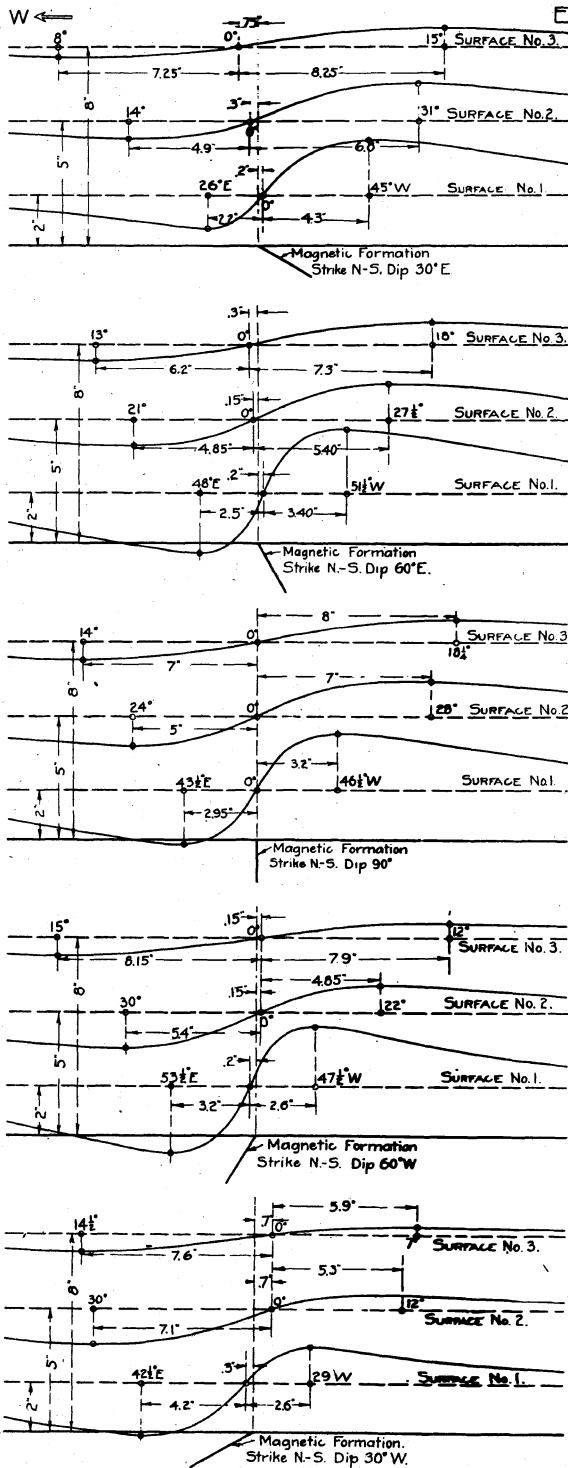 W E
.75"
8° 0° 15° SURFACE No. 3.
7.25" 8.25"
8"
14° .3" 0° 31° SURFACE No.2.
4.9" 6.8"
5"
.2"
26°E 0° 45°W SURFACE No.1.
2.2" 4.3"
2"
Magnetic Formation
Strike N-S. Dip 30°E
.3"
13° 0° 18° SURFACE No.3.
6.2" 7.3"
8"
.15"
21° 0° 27½° SURFACE No.2
4.85" 5.40"
5"
48°E .2" 51½°W SURFACE No.1.
2.5" 3.40"
2"
Magnetic Formation
Strike N.-S. Dip 60°E.
8"
14° 0° 18¼° SURFACE No.3
7"
8"
7"
24° 0° 28° SURFACE No.2
5"
5"
3.2"
43½°E 0° 46½°W SURFACE No.1.
2.95"
2"
Magnetic Formation
Strike N-S. Dip 90°
.15"
15° 0° 12° SURFACE No. 3.
8.15" 7.9"
8"
4.85"
.15"
30° 0° 22° SURFACE No.2.
5.4"
5"
.2"
53½°E 47½°W SURFACE No.1.
3.2" 2.6"
2"
Magnetic Formation
Strike N.-S. Dip 60°W
5.9"
14½° .7" 0° 7° SURFACE No. 3.
7.6"
8"
5.3"
.7"
30° 0° 12° SURFACE No. 2.
7.1"
5"
.3"
42½°E 29W SURFACE No. 1.
4.2" 2.6"
2"
Magnetic Formation.
Strike N.-S. Dip 30°W.